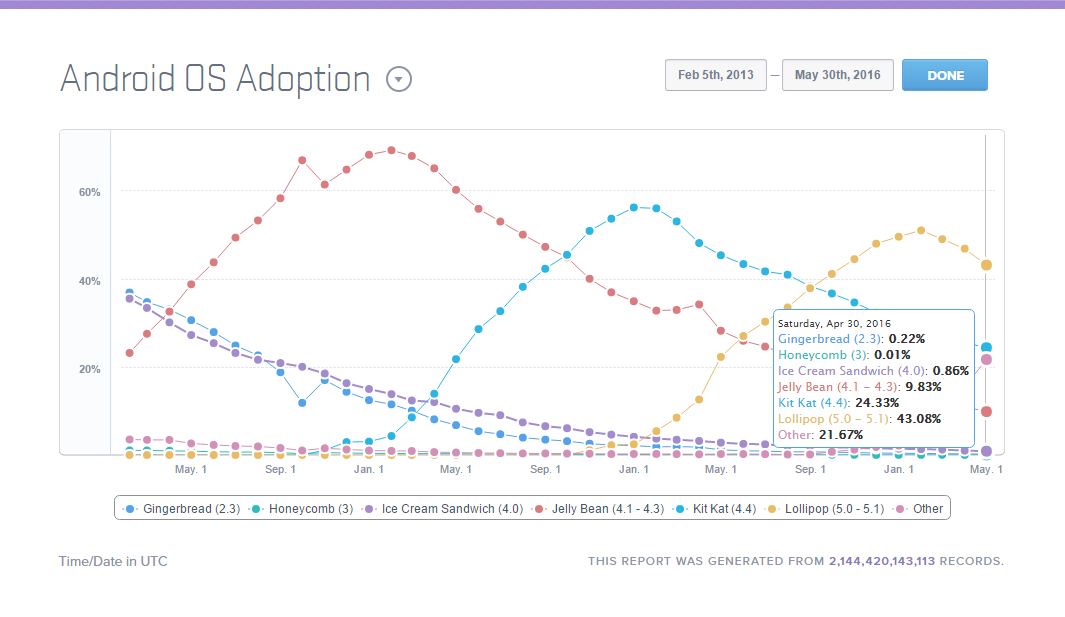 Android OS Adoption
Feb 5th, 2013 — May 30th, 2016 DONE
60%
40%
20%
Saturday, Apr 30, 2016
Gingerbread (2.3): 0.22%
Honeycomb (3): 0.01%
Ice Cream Sandwich (4.0): 0.86%
Jelly Bean (4.1 – 4.3): 9.83%
Kit Kat (4.4): 24.33%
Lollipop (5.0 – 5.1): 43.08%
Other: 21.67%
May. 1 Sep. 1 Jan. 1 May. 1 Sep. 1 Jan. 1 May. 1 Sep. 1 Jan. 1 May. 1
Gingerbread (2.3) Honeycomb (3) Ice Cream Sandwich (4.0) Jelly Bean (4.1 - 4.3) Kit Kat (4.4) Lollipop (5.0 - 5.1) Other
Time/Date in UTC
THIS REPORT WAS GENERATED FROM 2,144,420,143,113 RECORDS.